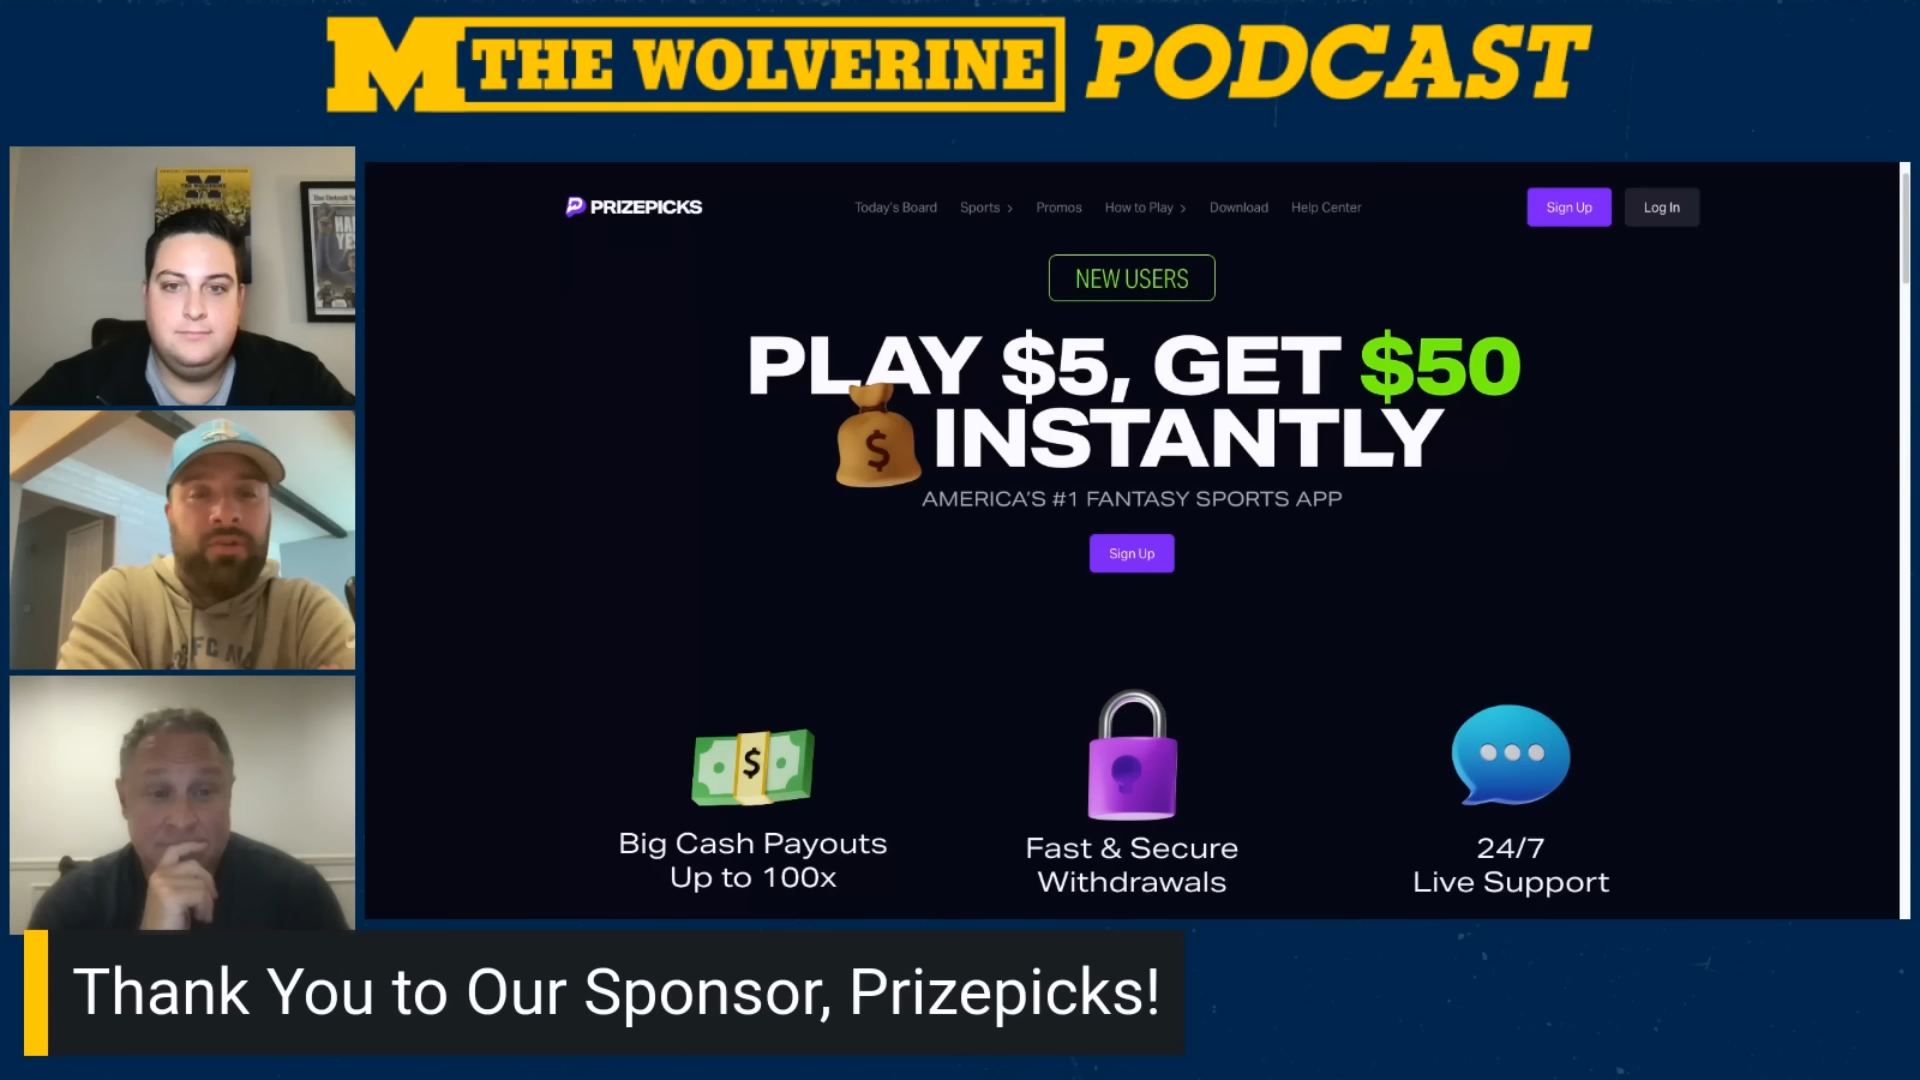 M THE WOLVERINE PODCAST
THE WOLVERINE
PRIZEPICKS
Today's Board
Sports
Promos
How to Play
Download
Help Center
Sign Up
Log In
NEW USERS
PLAY $5, GET $50
$ INSTANTLY
AMERICA'S #1 FANTASY SPORTS APP
Sign Up
$
Big Cash Payouts
Up to 100x
Fast & Secure
Withdrawals
24/7
Live Support
Thank You to Our Sponsor, Prizepicks!